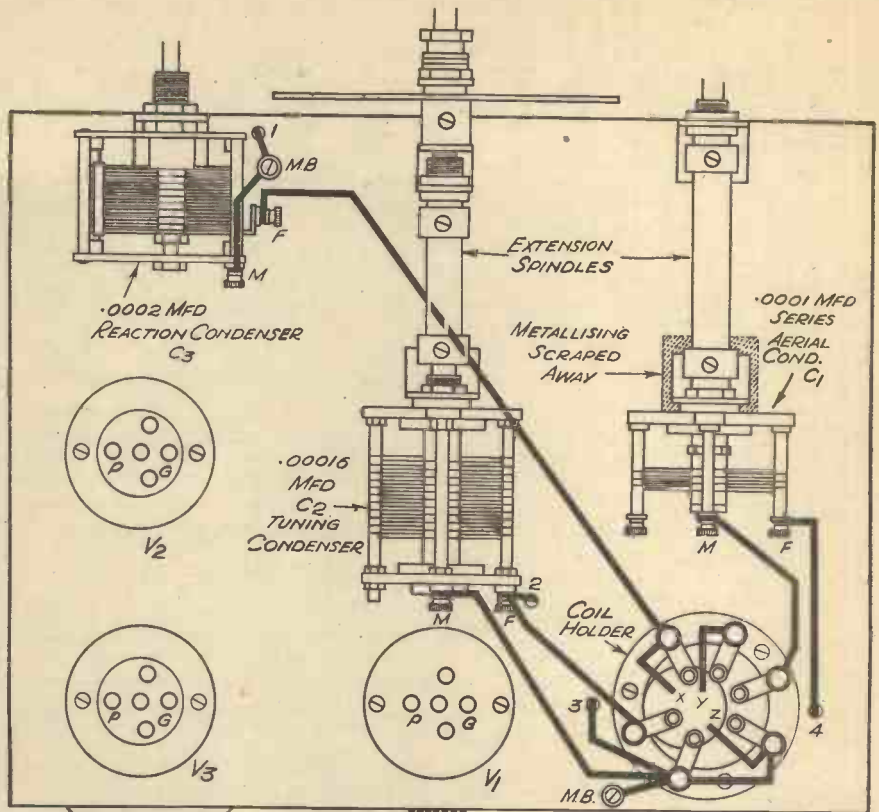 1
M.B
F
M
.0002 MFD
REACTION CONDENSER
C3
EXTENSION
SPINDLES
METALLISING
SCRAPED
AWAY
.0001 MFD
SERIES
AERIAL
COND.
C1
.00016
MFD
C2
TUNING
CONDENSER
M
F
2
M
F
P
G
V2
COIL
HOLDER
X
Y
Z
3
4
P
G
V3
P
G
V1
M.B.